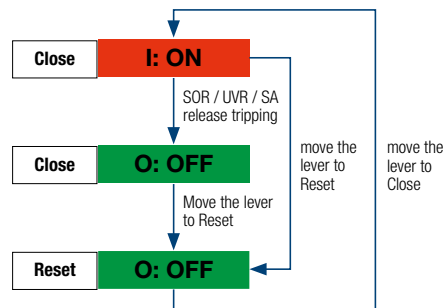 Close
I: ON
SOR / UVR / SA
release tripping
move the
lever to
Reset
move the
lever to
Close
Close
O: OFF
Move the lever
to Reset
Reset
O: OFF